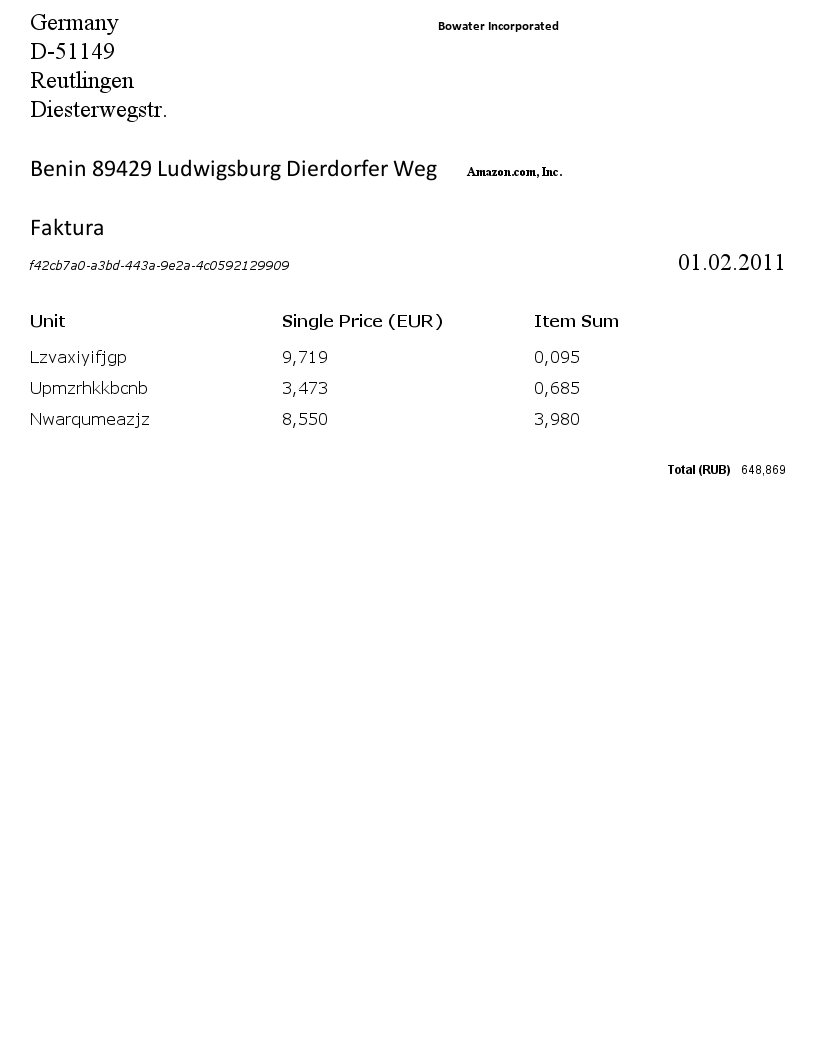 Germany
D-51149
Reutlingen
Diesterwegstr.
Bowater Incorporated
Benin 89429 Ludwigsburg Dierdorfer Weg Amazon.com, Inc.
Faktura
f42cb7a0-a3bd-443a-9e2a-4c0592129909 01.02.2011
Unit Single Price (EUR) Item Sum
Lzvaxiyifjgp 9,719 0,095
Upmzrhkkbcnb 3,473 0,685
Nwarqumeazjz 8,550 3,980
Total (RUB) 648,869